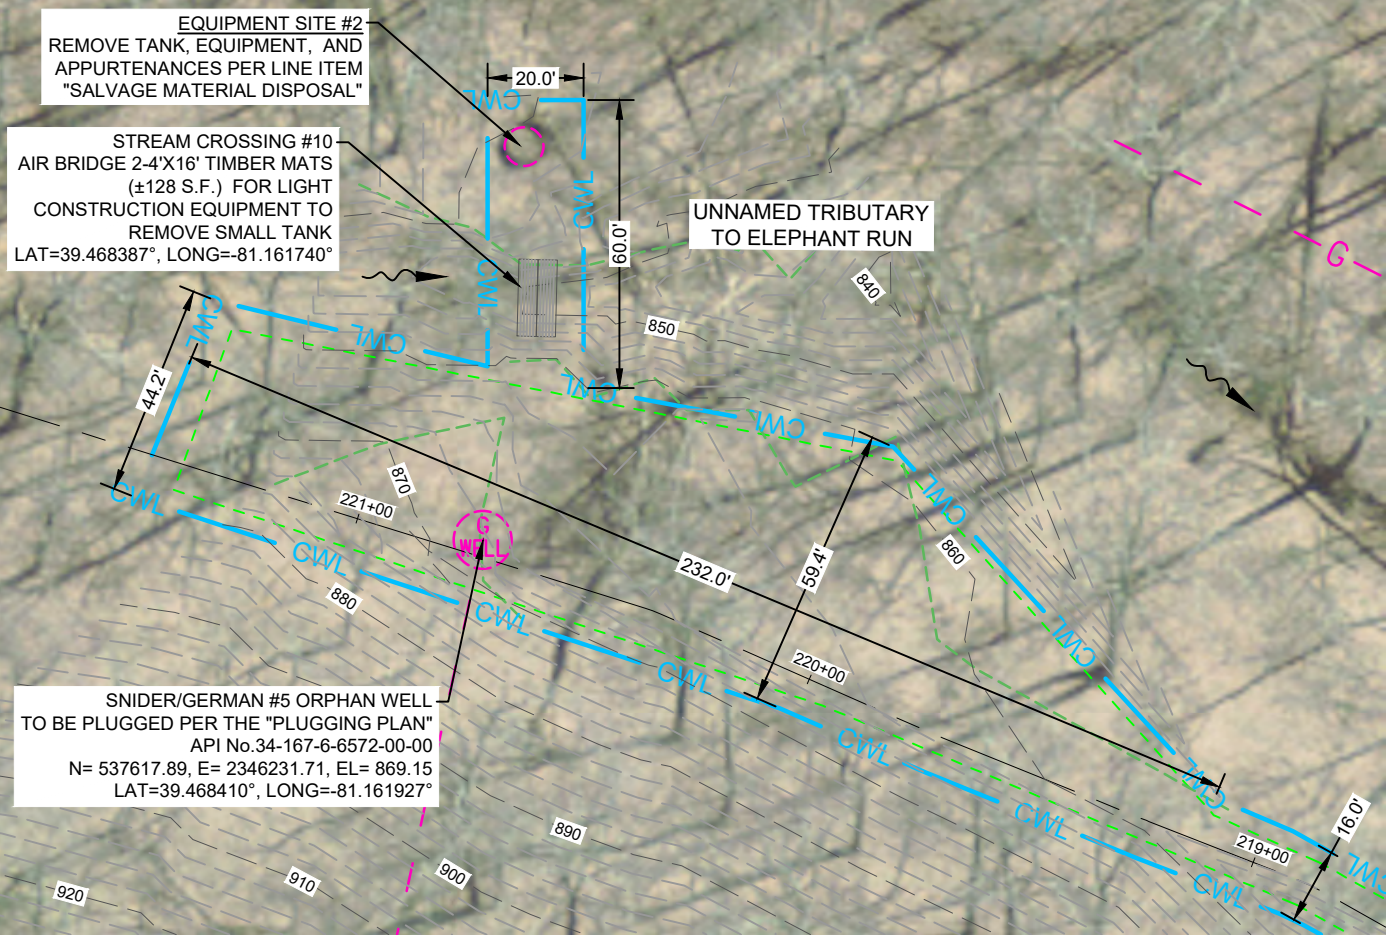 EQUIPMENT SITE #2
REMOVE TANK, EQUIPMENT, AND
APPURTENANCES PER LINE ITEM
"SALVAGE MATERIAL DISPOSAL"
20.0'
CWL
STREAM CROSSING #10
AIR BRIDGE 2-4'X16' TIMBER MATS
(±128 S.F.) FOR LIGHT
CONSTRUCTION EQUIPMENT TO
REMOVE SMALL TANK
LAT=39.468387°, LONG=-81.161740°
CWL
60.0'
UNNAMED TRIBUTARY
TO ELEPHANT RUN
G
CWL
840
CWL
850
CWL
44.2'
CWL
CWL
870
CWL
221+00
CWL
G
WELL
CWL
860
232.0'
59.4'
880
CWL
CWL
220+00
CWL
SNIDER/GERMAN #5 ORPHAN WELL
TO BE PLUGGED PER THE "PLUGGING PLAN"
API No.34-167-6-6572-00-00
N= 537617.89, E= 2346231.71, EL= 869.15
LAT=39.468410°, LONG=-81.161927°
CWL
CWL
CWL
16.0'
890
219+00
900
910
920
CWL
CWL